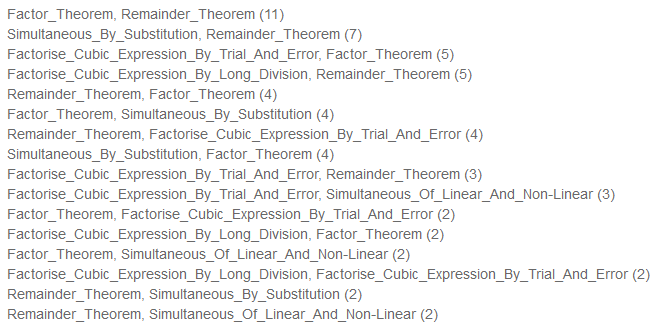 Factor_Theorem, Remainder_Theorem (11)
Simultaneous_By_Substitution, Remainder_Theorem (7)
Factorise_Cubic_Expression_By_Trial_And_Error, Factor_Theorem (5)
Factorise_Cubic_Expression_By_Long_Division, Remainder_Theorem (5)
Remainder_Theorem, Factor_Theorem (4)
Factor_Theorem, Simultaneous_By_Substitution (4)
Remainder_Theorem, Factorise_Cubic_Expression_By_Trial_And_Error (4)
Simultaneous_By_Substitution, Factor_Theorem (4)
Factorise_Cubic_Expression_By_Trial_And_Error, Remainder_Theorem (3)
Factorise_Cubic_Expression_By_Trial_And_Error, Simultaneous_Of_Linear_And_Non-Linear (3)
Factor_Theorem, Factorise_Cubic_Expression_By_Trial_And_Error (2)
Factorise_Cubic_Expression_By_Long_Division, Factor_Theorem (2)
Factor_Theorem, Simultaneous_Of_Linear_And_Non-Linear (2)
Factorise_Cubic_Expression_By_Long_Division, Factorise_Cubic_Expression_By_Trial_And_Error (2)
Remainder_Theorem, Simultaneous_By_Substitution (2)
Remainder_Theorem, Simultaneous_Of_Linear_And_Non-Linear (2)